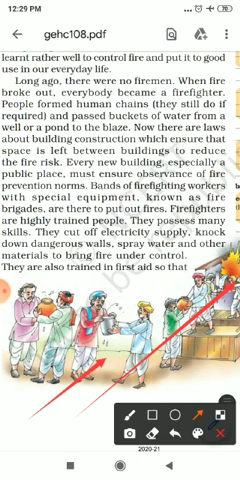 12:29 PM
70
gehc108.pdf
learnt rather well to control fire and put it to good
use in our everyday life.
Long ago, there were no firemen. When fire
broke out, everybody became a firefighter.
People formed human chains (they still do if
required) and passed buckets of water from a
well or a pond to the blaze. Now there are laws
about building construction which ensure that
space is left between buildings to reduce
the fire risk. Every new building, especially a
public place, must ensure observance of fire
prevention norms. Bands of firefighting workers
with special equipment, known as fire
brigades, are there to put out fires. Firefighters
are highly trained people. They possess many
skills. They cut off electricity supply, knock
down dangerous walls, spray water and other
materials to bring fire under control.
They are also trained in first aid so that
2020-21